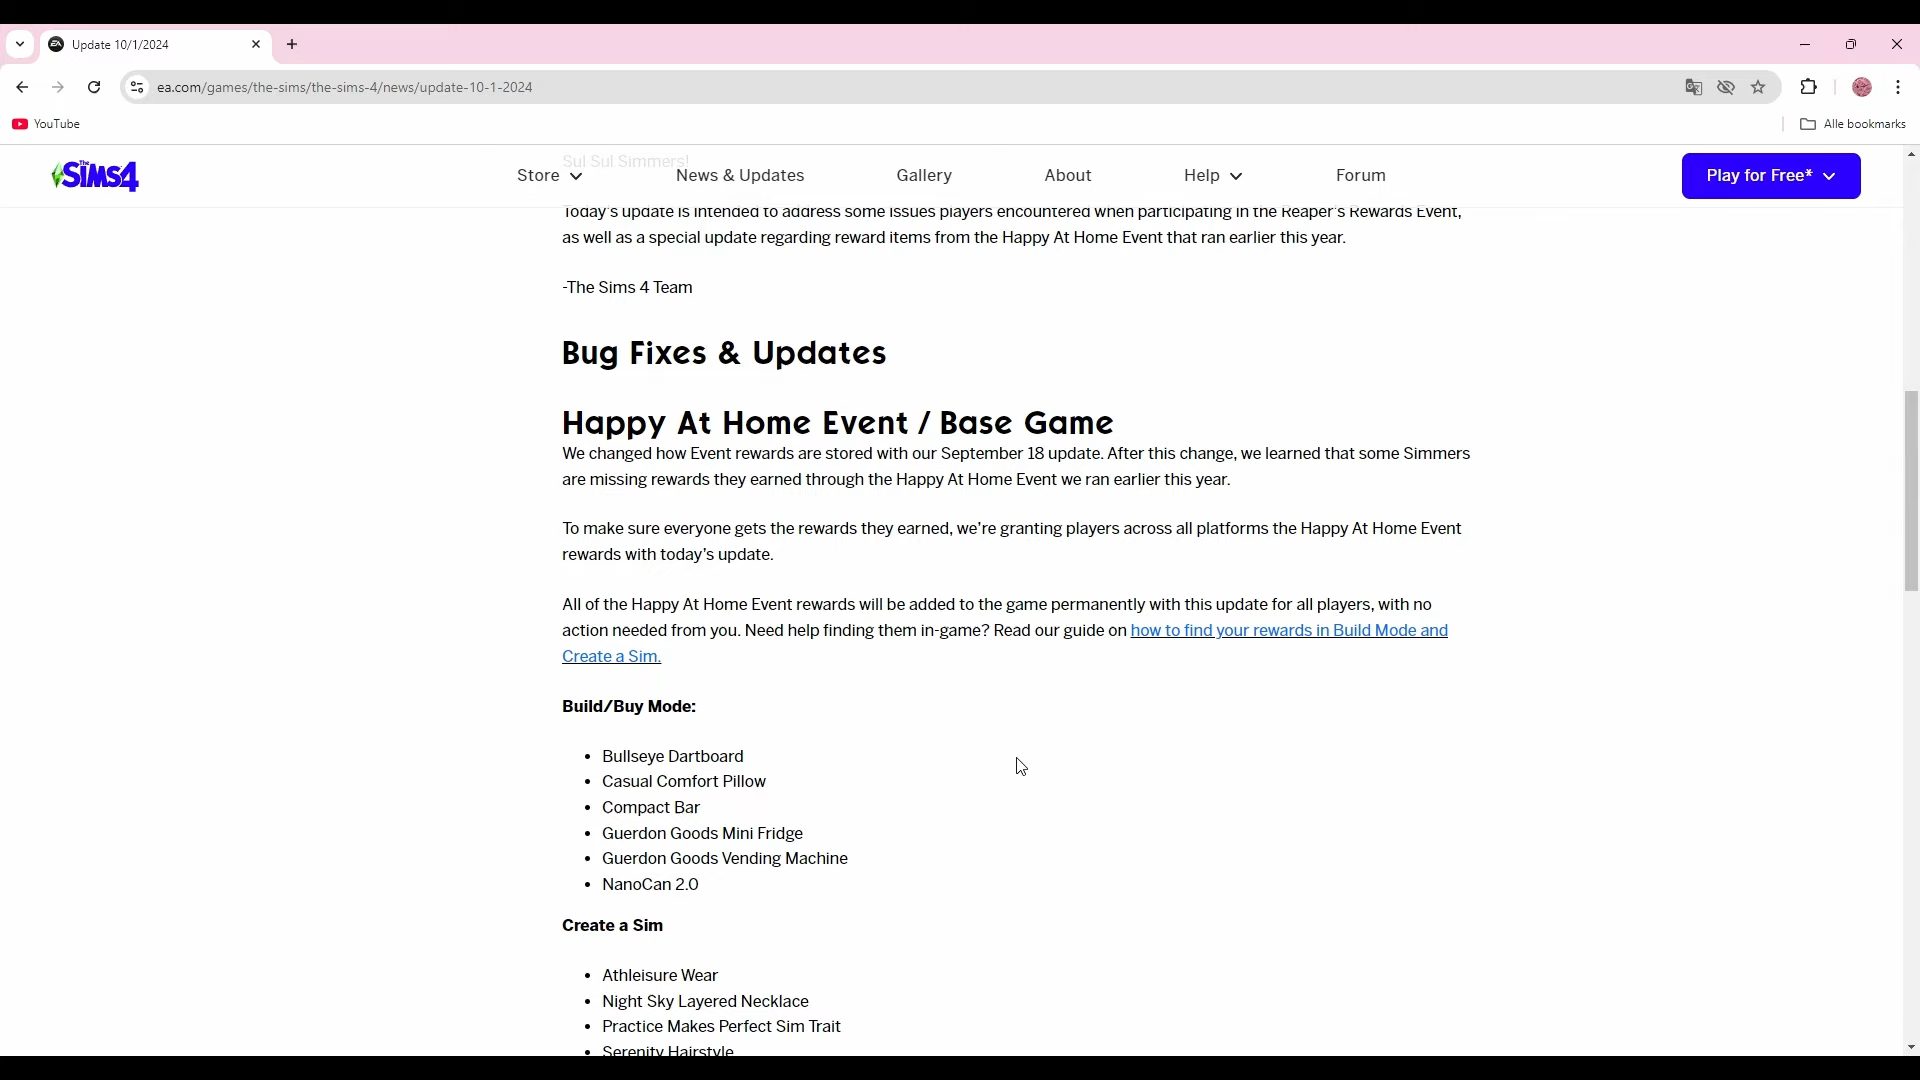 Update 10/1/2024
ea.com/games/the-sims/the-sims-4/news/update-10-1-2024
YouTube
Alle bookmarks
Sul Sul Simmers!
The SIMS 4
Store
News & Updates
Gallery
About
Help
Forum
Play for Free*
Today's update is intended to address some issues players encountered when participating in the Reaper's Rewards Event,
as well as a special update regarding reward items from the Happy At Home Event that ran earlier this year.
-The Sims 4 Team
Bug Fixes & Updates
Happy At Home Event / Base Game
We changed how Event rewards are stored with our September 18 update. After this change, we learned that some Simmers
are missing rewards they earned through the Happy At Home Event we ran earlier this year.
To make sure everyone gets the rewards they earned, we're granting players across all platforms the Happy At Home Event
rewards with today's update.
All of the Happy At Home Event rewards will be added to the game permanently with this update for all players, with no
action needed from you. Need help finding them in-game? Read our guide on how to find your rewards in Build Mode and
Create a Sim.
Build/Buy Mode:
• Bullseye Dartboard
• Casual Comfort Pillow
• Compact Bar
• Guerdon Goods Mini Fridge
• Guerdon Goods Vending Machine
• NanoCan 2.0
Create a Sim
• Athleisure Wear
• Night Sky Layered Necklace
• Practice Makes Perfect Sim Trait
• Serenity Hairstyle